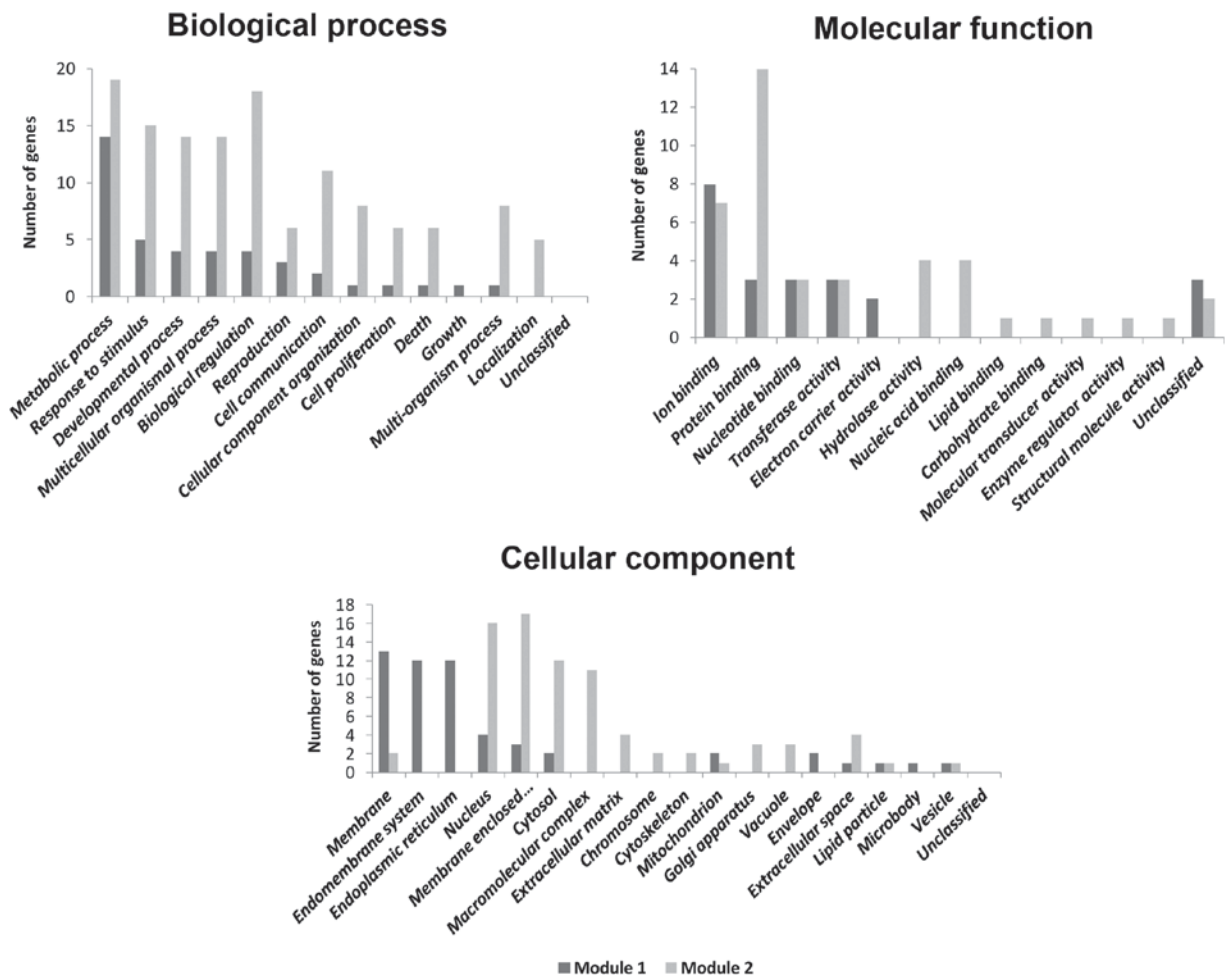 Biological process
Number of genes
20
15
10
5
0
Metabolic process
Response to stimulus
Developmental process
Multicellular organismal process
Biological regulation
Reproduction
Cell communication
Cellular component organization
Cell proliferation
Death
Growth
Multi-organism process
Localization
Unclassified
Molecular function
Number of genes
14
12
10
8
6
4
2
0
Ion binding
Protein binding
Nucleotide binding
Transferase activity
Electron carrier activity
Hydrolase activity
Nucleic acid binding
Lipid binding
Carbohydrate binding
Molecular transducer activity
Enzyme regulator activity
Structural molecule activity
Unclassified
Cellular component
Number of genes
18
16
14
12
10
8
6
4
2
0
Membrane
Endomembrane system
Endoplasmic reticulum
Nucleus
Membrane enclosed...
Cytosol
Macromolecular complex
Extracellular matrix
Chromosome
Cytoskeleton
Mitochondrion
Golgi apparatus
Vacuole
Envelope
Extracellular space
Lipid particle
Microbody
Vesicle
Unclassified
Module 1 Module 2